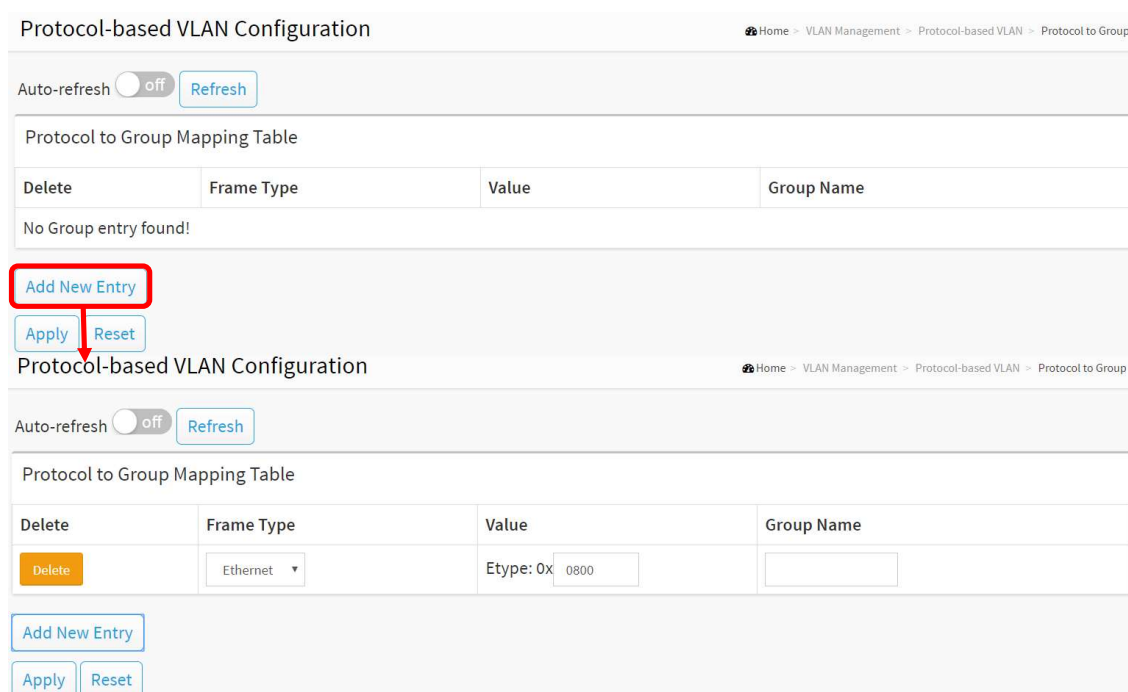 Protocol-based VLAN Configuration
Home > VLAN Management > Protocol-based VLAN > Protocol to Group
Auto-refresh off Refresh
Protocol to Group Mapping Table
Delete Frame Type Value Group Name
No Group entry found!
Add New Entry
Apply Reset
Protocol-based VLAN Configuration
Home > VLAN Management > Protocol-based VLAN > Protocol to Group
Auto-refresh off Refresh
Protocol to Group Mapping Table
Delete Frame Type Value Group Name
Delete Ethernet Etype: 0x 0800
Add New Entry
Apply Reset